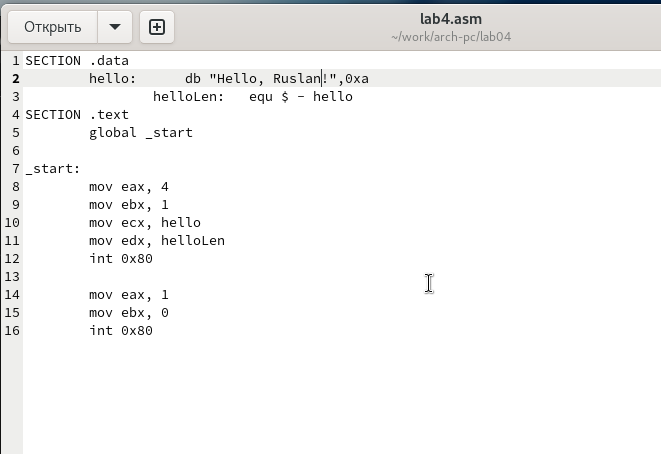 Открыть
lab4.asm
~/work/arch-pc/lab04
1 SECTION .data
2 hello: db "Hello, Ruslan!",0xa
3 helloLen: equ $ - hello
4 SECTION .text
5 global _start
6
7 _start:
8 mov eax, 4
9 mov ebx, 1
10 mov ecx, hello
11 mov edx, helloLen
12 int 0x80
13
14 mov eax, 1
15 mov ebx, 0
16 int 0x80